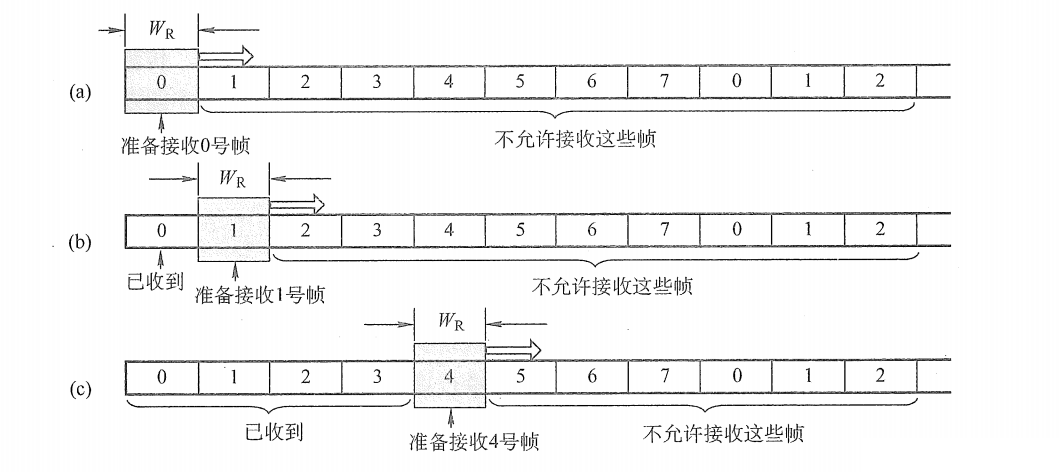 W_R
(a) 0 1 2 3 4 5 6 7 0 1 2
准备接收0号帧 不允许接收这些帧
W_R
(b) 0 1 2 3 4 5 6 7 0 1 2
已收到 准备接收1号帧 不允许接收这些帧
W_R
(c) 0 1 2 3 4 5 6 7 0 1 2
已收到 准备接收4号帧 不允许接收这些帧